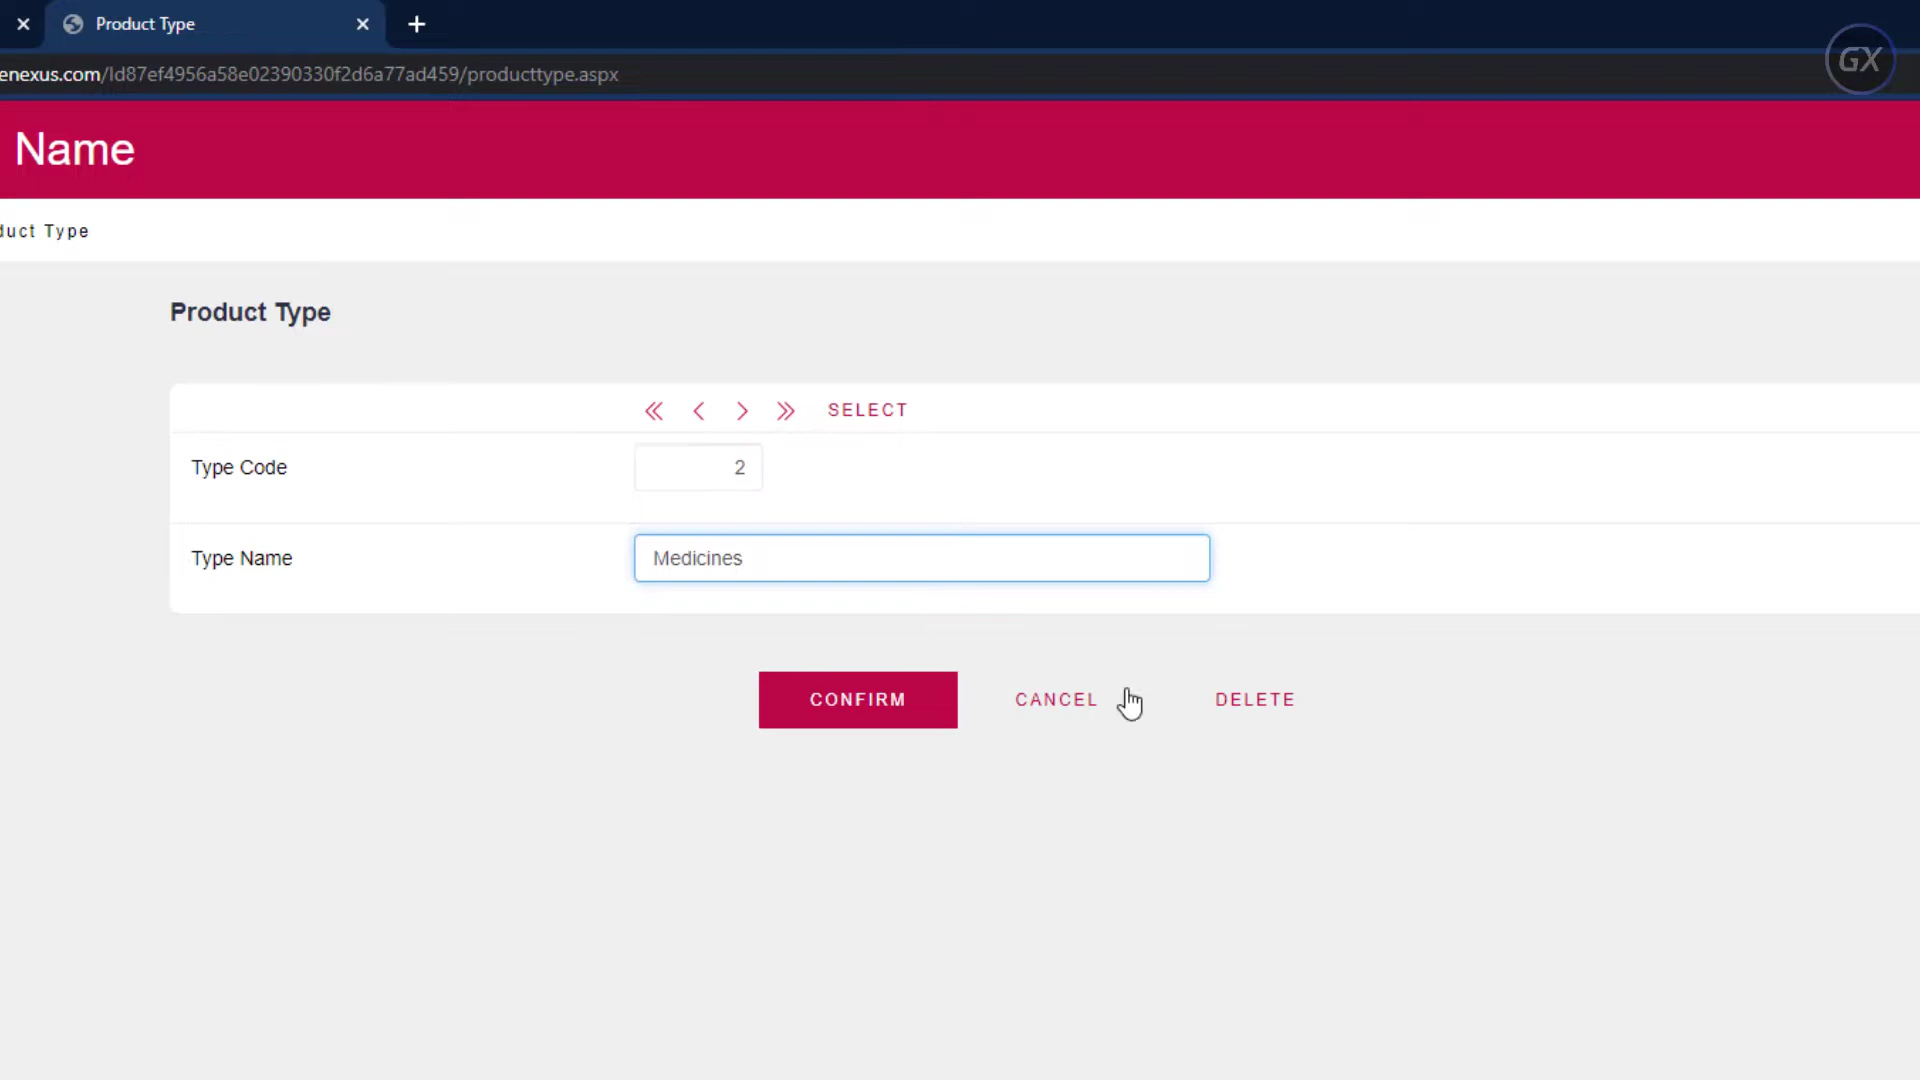 Product Type
enexus.com/Id87ef4956a58e02390330f2d6a77ad459/producttype.aspx
GX
Name
duct Type
Product Type
SELECT
Type Code 2
Type Name Medicines
CONFIRM CANCEL DELETE